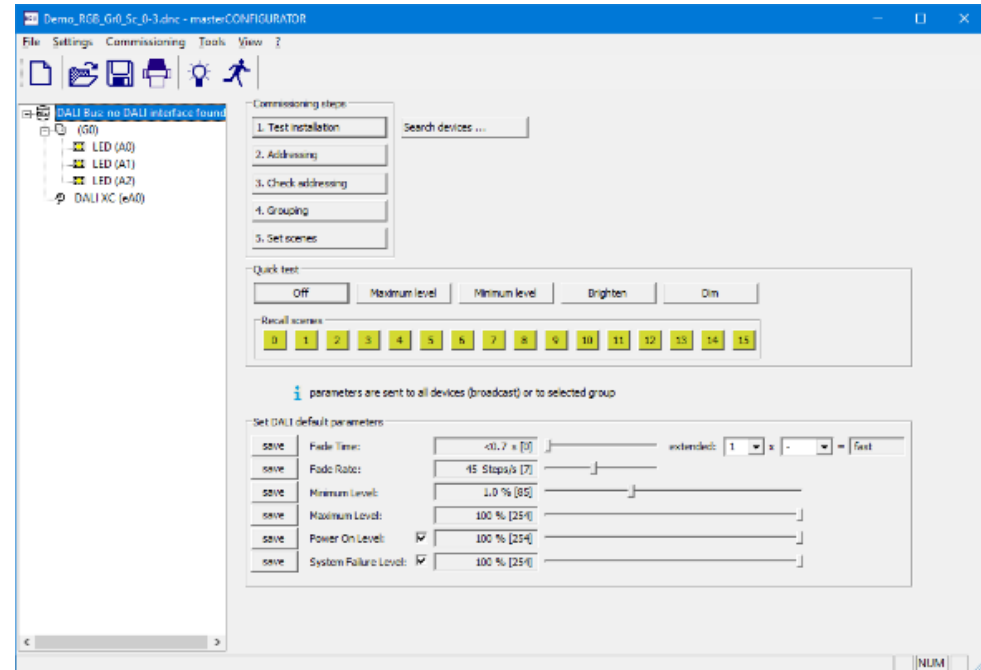 Demo_RGB_Gr0_Sc_0-3.dnc - masterCONFIGURATOR
File Settings Commissioning Tools View ?
DALI Bus: no DALI interface found
(G0)
LED (A0)
LED (A1)
LED (A2)
DALI XC (eA0)
Commissioning steps
1. Test installation
Search devices ...
2. Addressing
3. Check addressing
4. Grouping
5. Set scenes
Quick test
Off Maximum level Minimum level Brighten Dim
Recall scenes
0 1 2 3 4 5 6 7 8 9 10 11 12 13 14 15
i parameters are sent to all devices (broadcast) or to selected group
Set DALI default parameters
save Fade Time: <0.7 s [0] extended: 1 x - = fast
save Fade Rate: 45 Steps/s [7]
save Minimum Level: 1.0 % [85]
save Maximum Level: 100 % [254]
save Power On Level: 100 % [254]
save System Failure Level: 100 % [254]
NUM